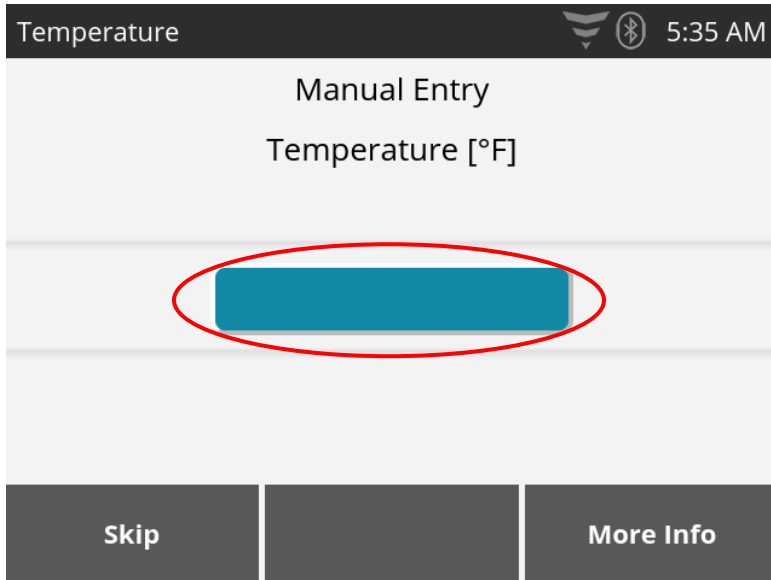 Temperature
5:35 AM
Manual Entry
Temperature [°F]
Skip
More Info